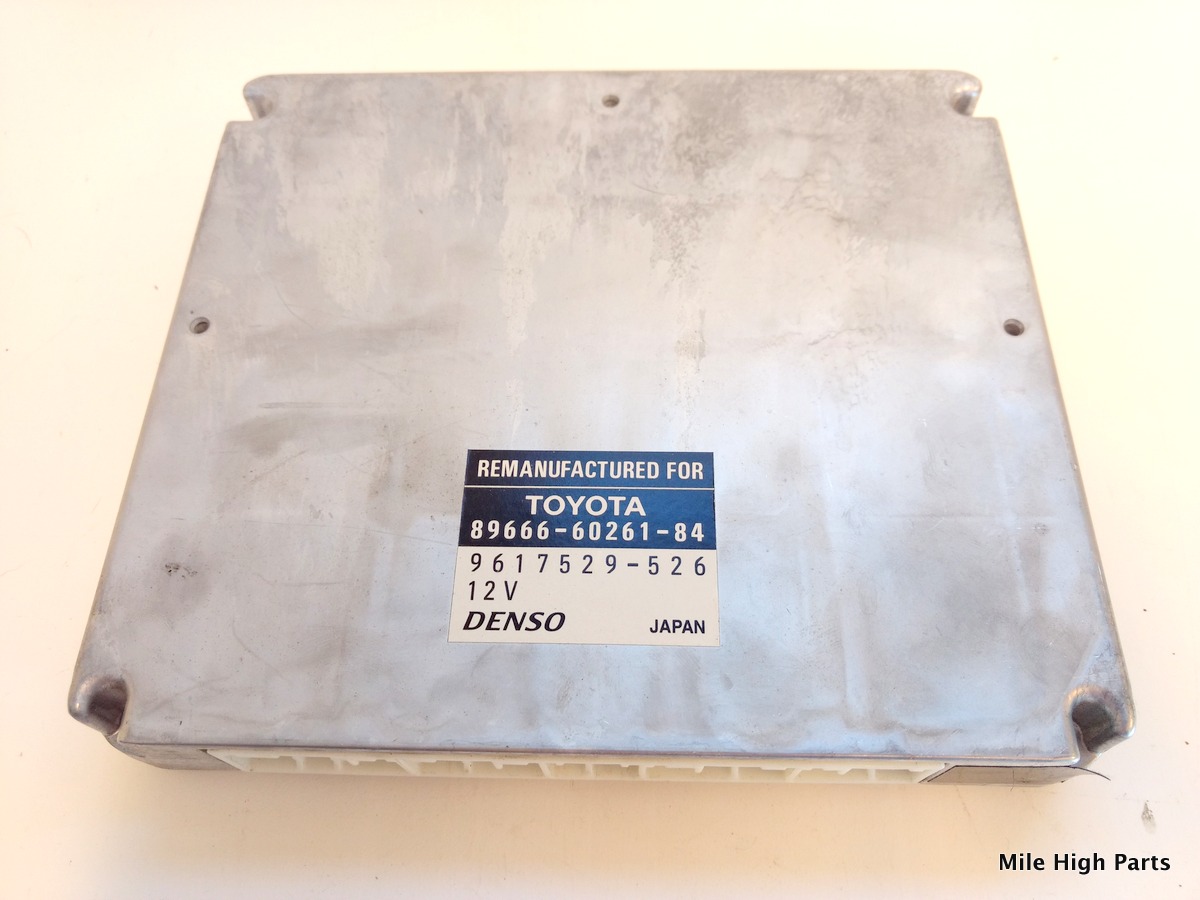 REMANUFACTURED FOR
TOYOTA
89666-60261-84
9617529-526
12V
DENSO JAPAN
Mile High Parts